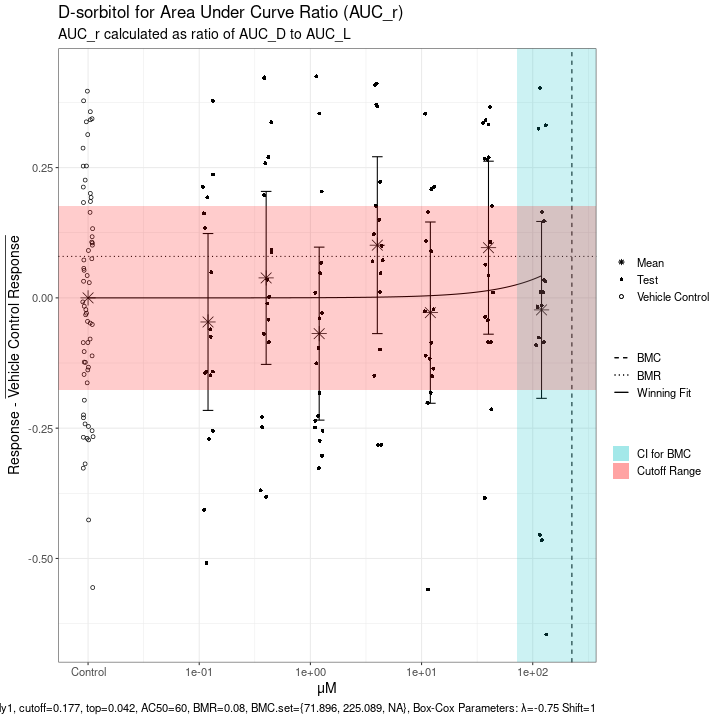 D-sorbitol for Area Under Curve Ratio (AUC_r)
AUC_r calculated as ratio of AUC_D to AUC_L
Response - Vehicle Control Response
0.25
0.00
-0.25
-0.50
Control
1e-01
1e+00
1e+01
1e+02
μM
Mean
Test
Vehicle Control
BMC
BMR
Winning Fit
CI for BMC
Cutoff Range
ly1, cutoff=0.177, top=0.042, AC50=60, BMR=0.08, BMC.set={71.896, 225.089, NA}, Box-Cox Parameters: λ=-0.75 Shift=1